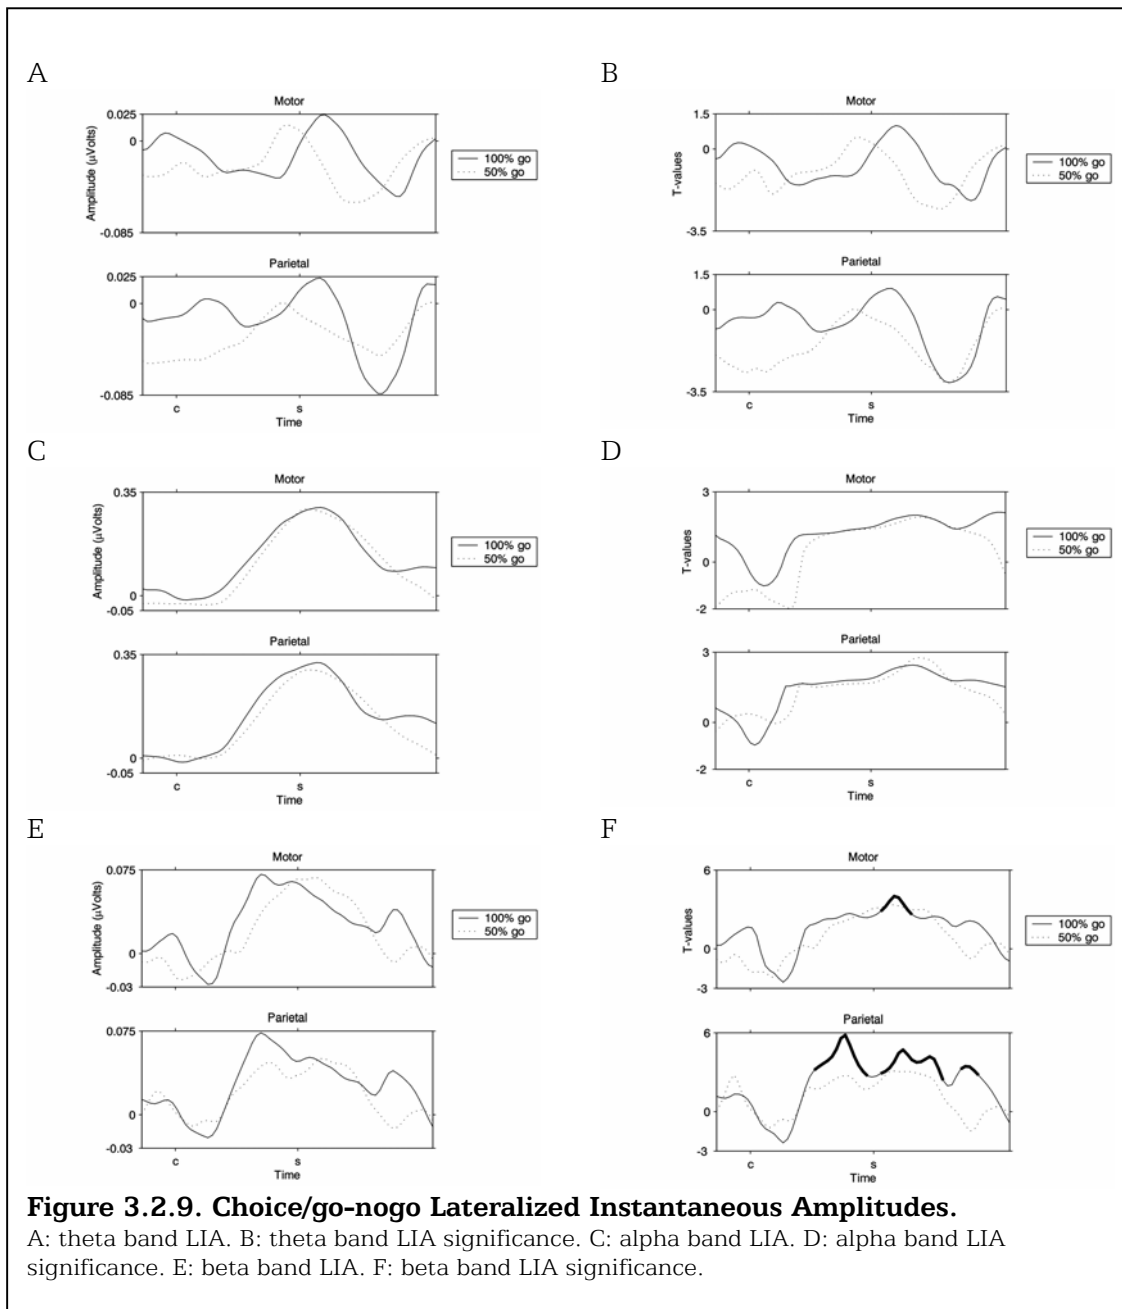 A
B
Motor
0.025
0
-0.085
Amplitude (µVolts)
100% go
50% go
Parietal
0.025
0
-0.085
c
s
Time
Motor
1.5
0
-3.5
T-values
100% go
50% go
Parietal
1.5
0
-3.5
c
s
Time
C
D
Motor
0.35
0
-0.05
Amplitude (µVolts)
100% go
50% go
Parietal
0.35
0
-0.05
c
s
Time
Motor
3
0
-2
T-values
100% go
50% go
Parietal
3
0
-2
c
s
Time
E
F
Motor
0.075
0
-0.03
Amplitude (µVolts)
100% go
50% go
Parietal
0.075
0
-0.03
c
s
Time
Motor
6
0
-3
T-values
100% go
50% go
Parietal
6
0
-3
c
s
Time
Figure 3.2.9. Choice/go-nogo Lateralized Instantaneous Amplitudes.
A: theta band LIA. B: theta band LIA significance. C: alpha band LIA. D: alpha band LIA
significance. E: beta band LIA. F: beta band LIA significance.